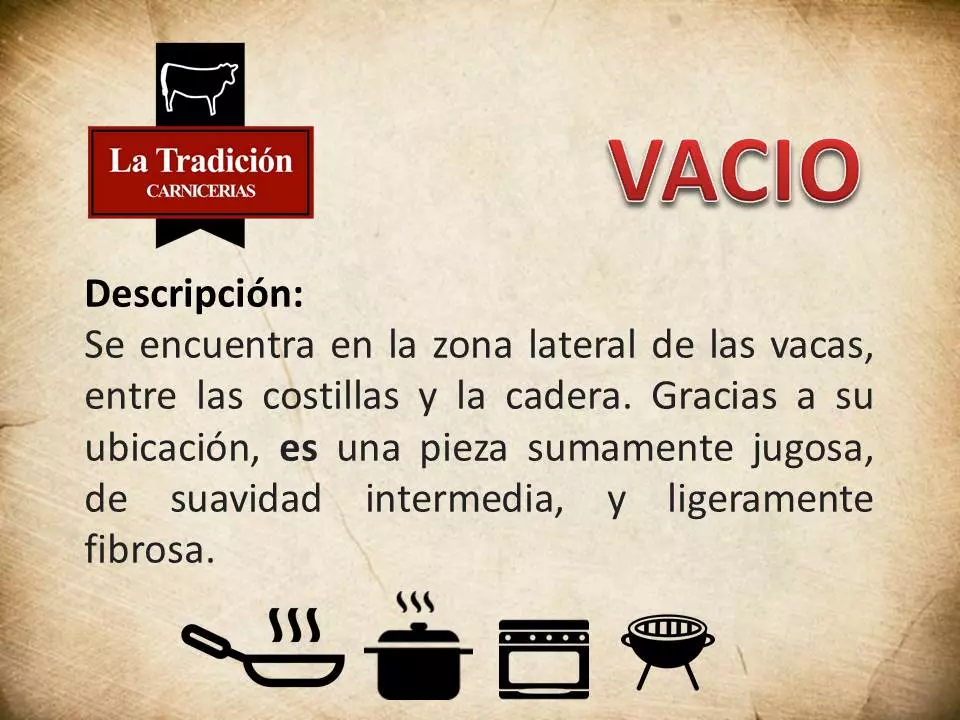 La Tradición
CARNICERIAS
VACIO
Descripción:
Se encuentra en la zona lateral de las vacas,
entre las costillas y la cadera. Gracias a su
ubicación, es una pieza sumamente jugosa,
de suavidad intermedia, y ligeramente
fibrosa.